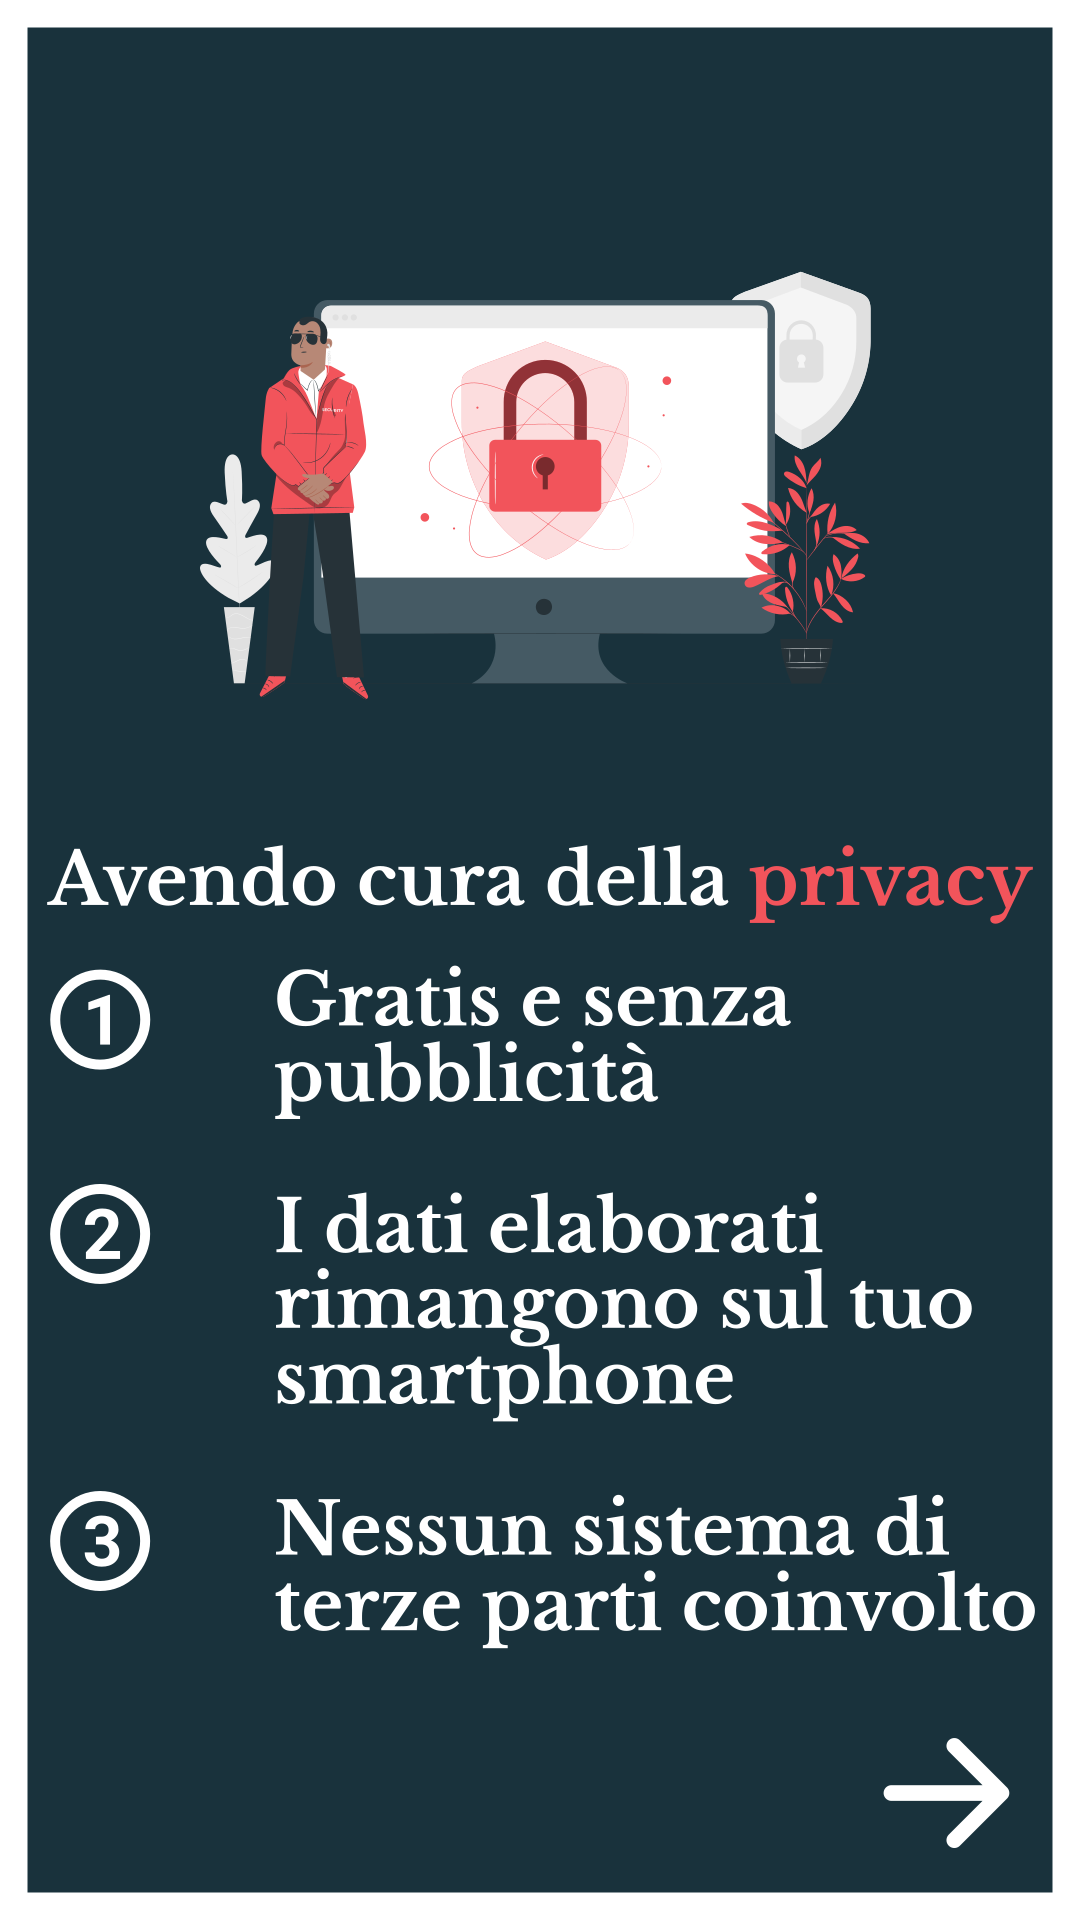 SECURITY
Avendo cura della privacy
1
Gratis e senza
pubblicità
2
I dati elaborati
rimangono sul tuo
smartphone
3
Nessun sistema di
terze parti coinvolto